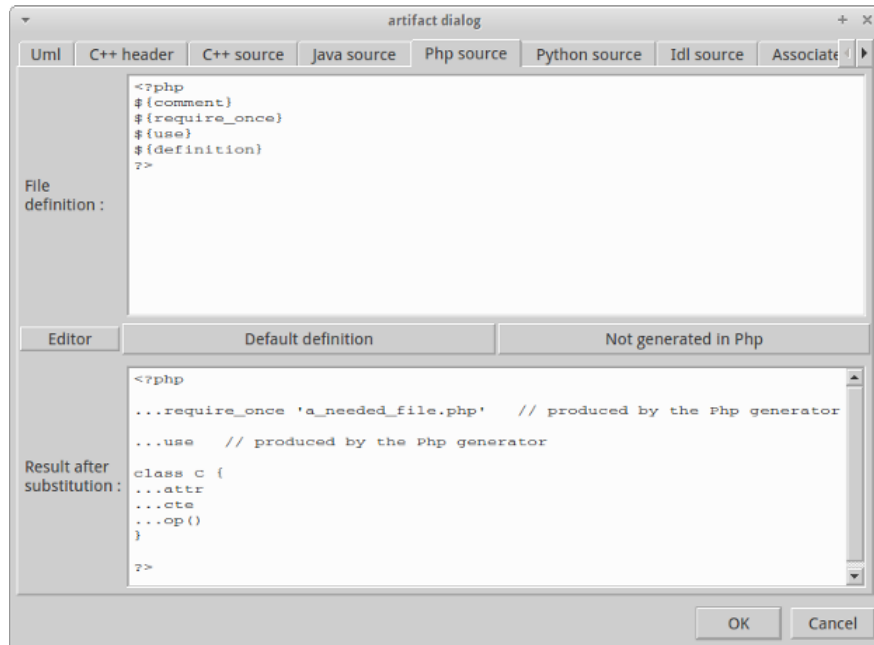 artifact dialog
Uml C++ header C++ source Java source Php source Python source Idl source Associate
<?php
${comment}
${require_once}
${use}
${definition}
?>
File
definition :
Editor Default definition Not generated in Php
<?php
...require_once 'a_needed_file.php'   // produced by the Php generator
...use   // produced by the Php generator
Result after
substitution :
class C {
...attr
...cte
...op()
}
?>
OK Cancel